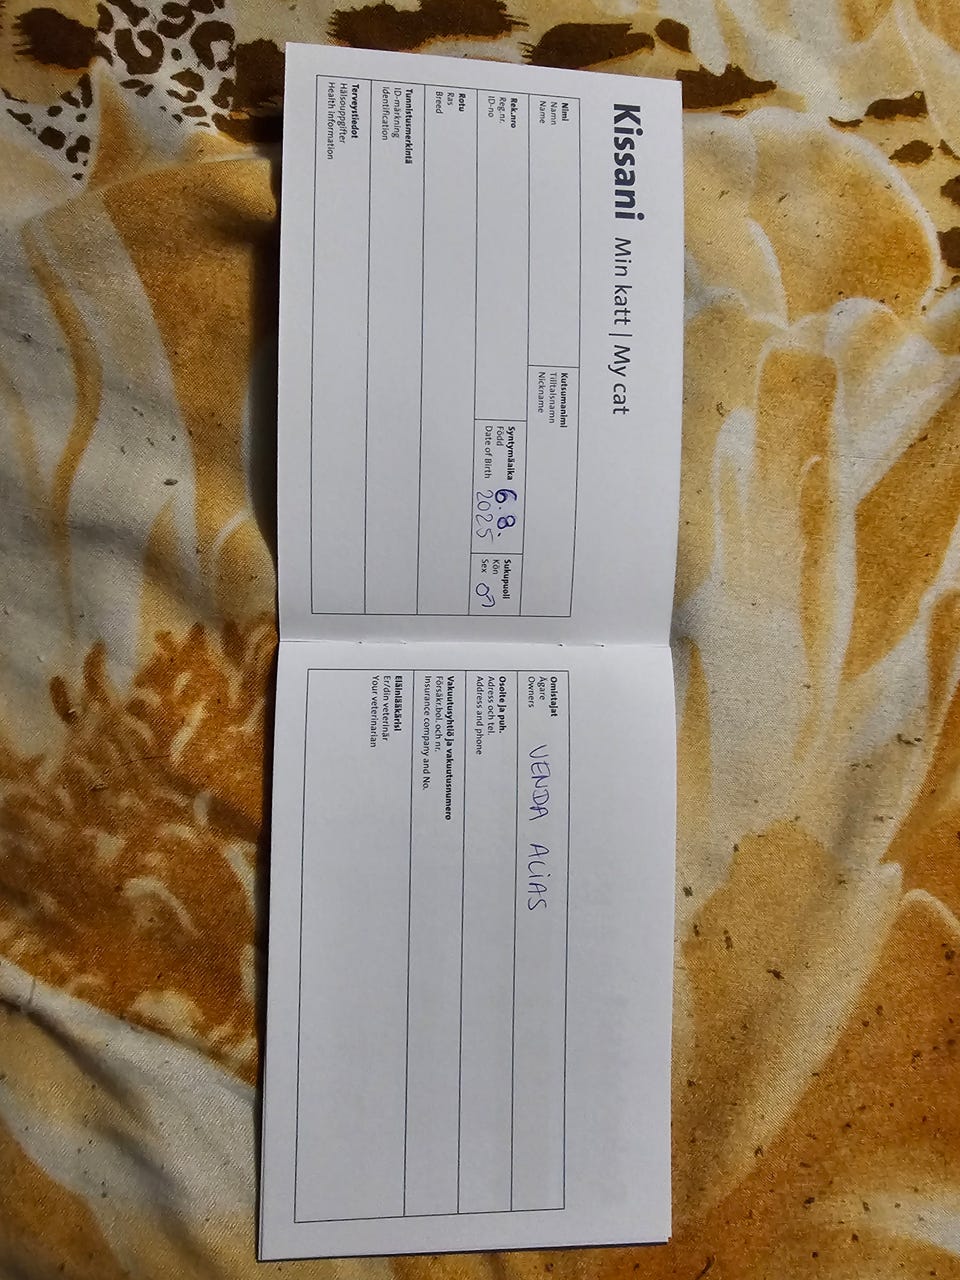 Kissani Min katt | My cat
Nimi
Namn
Name
Kutsumanimi
Tilltalsnamn
Nickname
Rek.nro
Reg.nr.
ID-no
Syntymäaika
Född
Date of Birth
6.8.
2025
Sukupuoli
Kön
Sex
♂
Rotu
Ras
Breed
Tunnistusmerkintä
ID-märkning
Identification
Terveystiedot
Hälsouppgifter
Health information
Omistajat
Ägare
Owners
VENDA ALiAS
Osoite ja puh.
Adress och tel.
Address and phone
Vakuutusyhtiö ja vakuutusnumero
Försäkr.bol. och nr.
Insurance company and No.
Eläinlääkärisi
Er/din veterinär
Your veterinarian